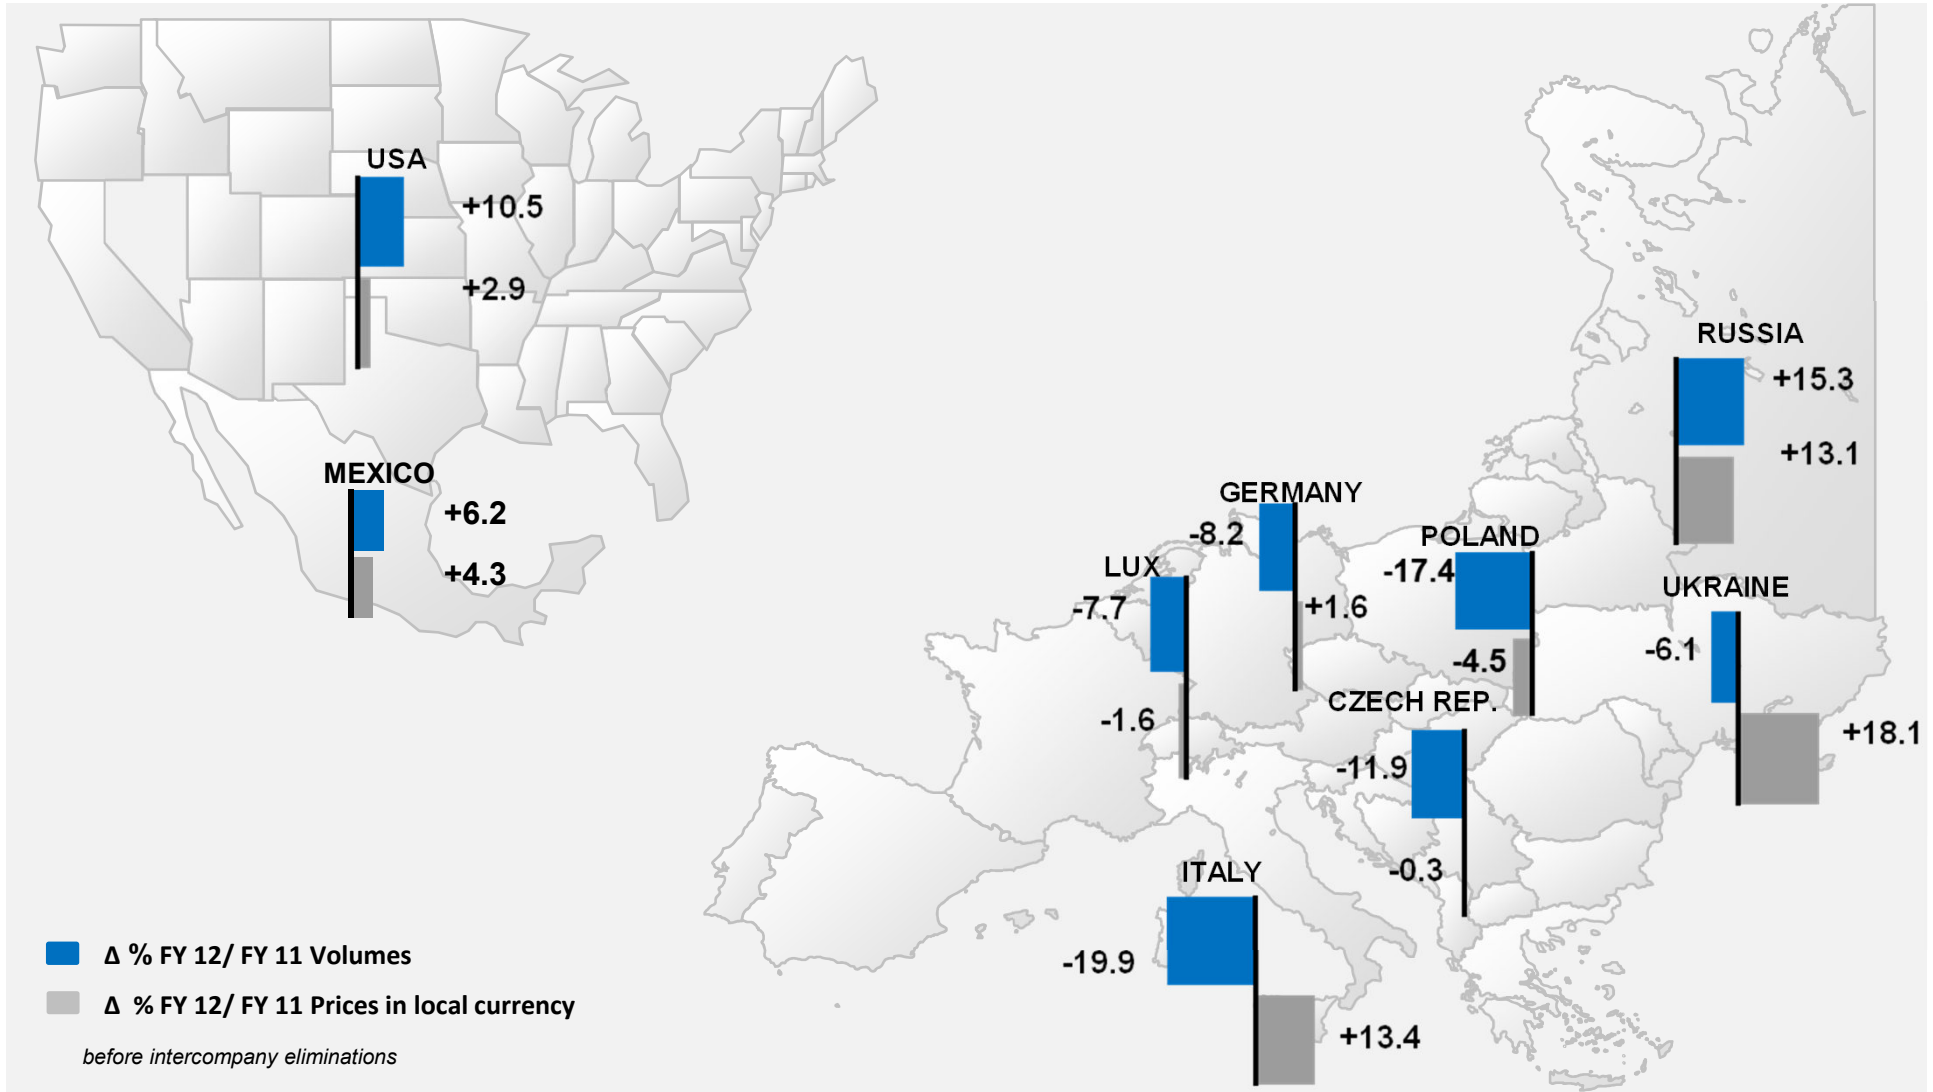 USA
+10.5
+2.9
MEXICO
+6.2
+4.3
RUSSIA
+15.3
+13.1
GERMANY
-8.2
+1.6
POLAND
-17.4
-4.5
LUX
-7.7
-1.6
UKRAINE
-6.1
+18.1
CZECH REP.
-11.9
-0.3
ITALY
-19.9
+13.4
Δ % FY 12/ FY 11 Volumes
Δ % FY 12/ FY 11 Prices in local currency
before intercompany eliminations